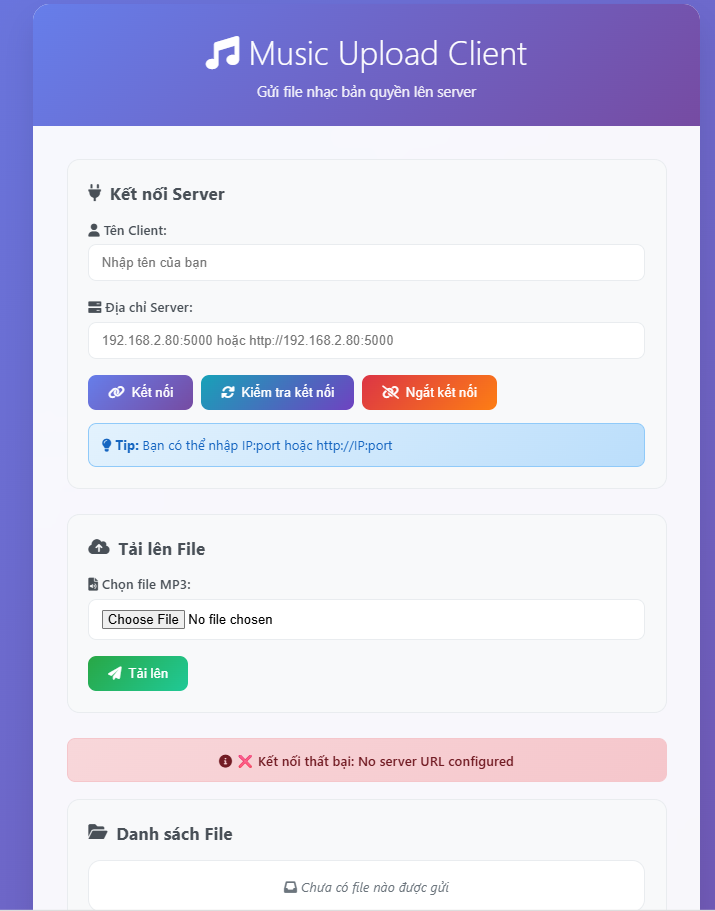 Music Upload Client
Gửi file nhạc bản quyền lên server
Kết nối Server
Tên Client:
Nhập tên của bạn
Địa chỉ Server:
192.168.2.80:5000 hoặc http://192.168.2.80:5000
Kết nối
Kiểm tra kết nối
Ngắt kết nối
Tip: Bạn có thể nhập IP:port hoặc http://IP:port
Tải lên File
Chọn file MP3:
Choose File No file chosen
Tải lên
❌ Kết nối thất bại: No server URL configured
Danh sách File
Chưa có file nào được gửi